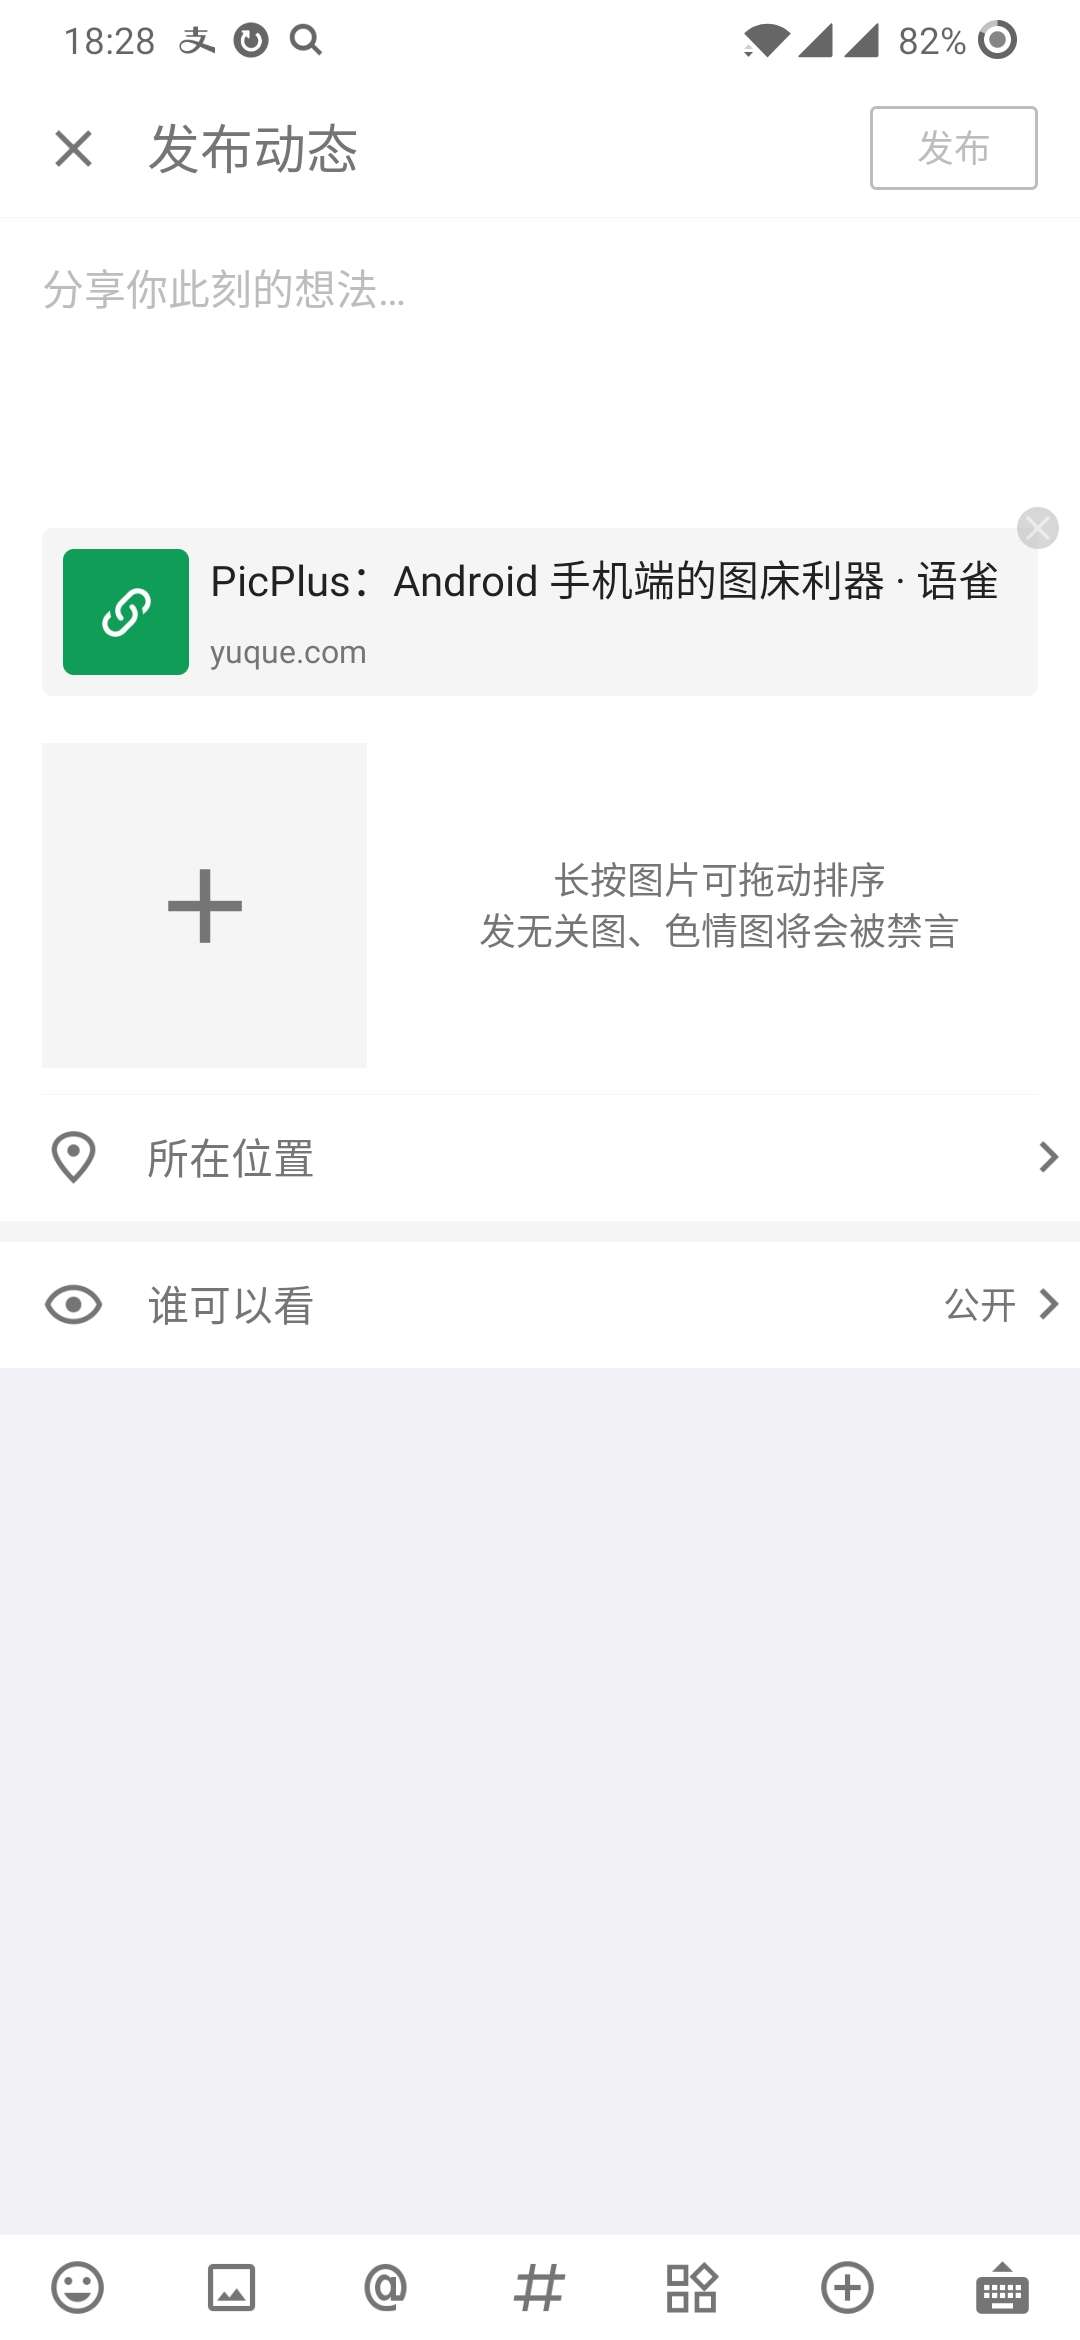 18:28
82%
发布动态
发布
分享你此刻的想法...
PicPlus：Android 手机端的图床利器 · 语雀
yuque.com
长按图片可拖动排序
发无关图、色情图将会被禁言
所在位置
谁可以看
公开